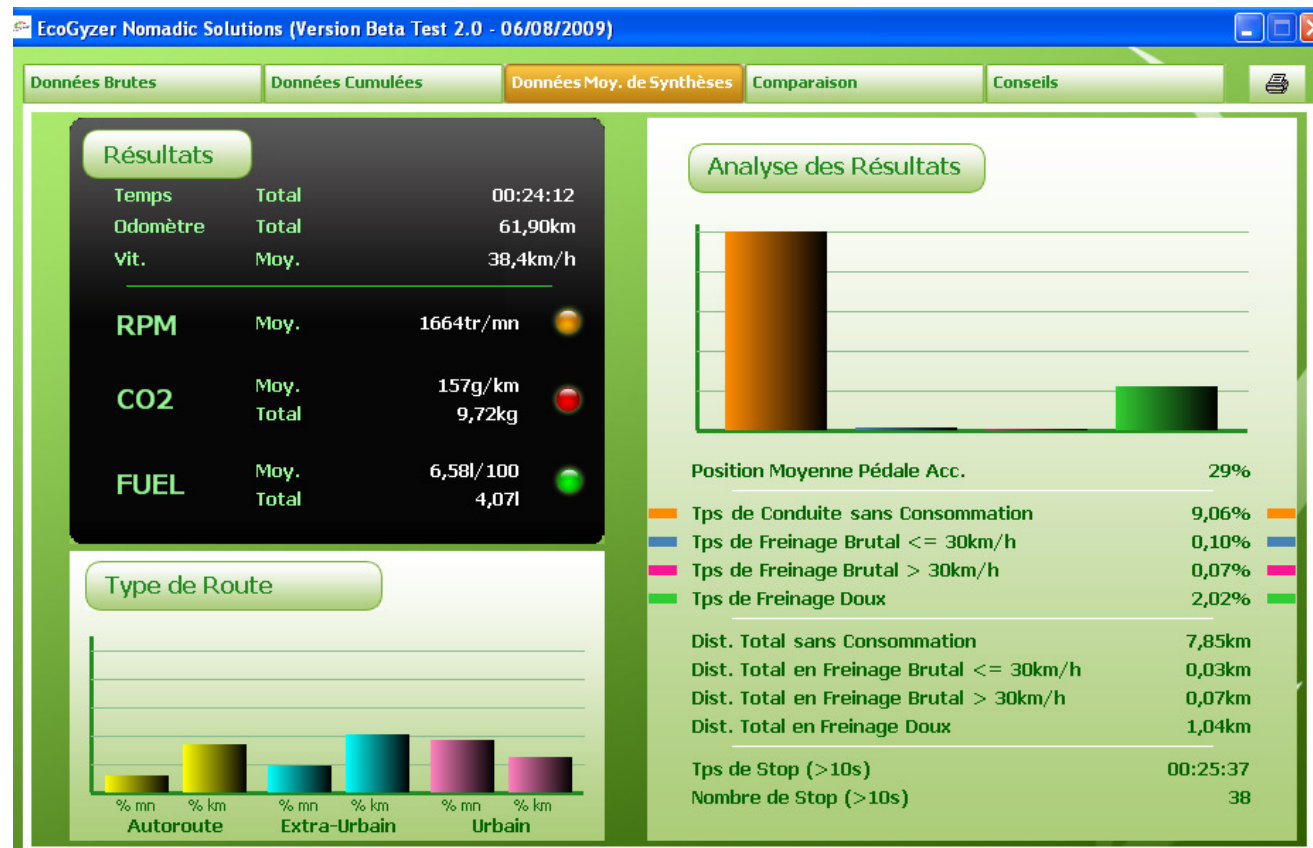 EcoGyzer Nomadic Solutions (Version Beta Test 2.0 - 06/08/2009)
Données Brutes Données Cumulées Données Moy. de Synthèses Comparaison Conseils
Résultats
Temps Total 00:24:12
Odomètre Total 61,90km
Vit. Moy. 38,4km/h
RPM Moy. 1664tr/mn
CO2 Moy. 157g/km
Total 9,72kg
FUEL Moy. 6,58l/100
Total 4,07l
Type de Route
% mn % km % mn % km % mn % km
Autoroute Extra-Urbain Urbain
Analyse des Résultats
Position Moyenne Pédale Acc. 29%
Tps de Conduite sans Consommation 9,06%
Tps de Freinage Brutal <= 30km/h 0,10%
Tps de Freinage Brutal > 30km/h 0,07%
Tps de Freinage Doux 2,02%
Dist. Total sans Consommation 7,85km
Dist. Total en Freinage Brutal <= 30km/h 0,03km
Dist. Total en Freinage Brutal > 30km/h 0,07km
Dist. Total en Freinage Doux 1,04km
Tps de Stop (>10s) 00:25:37
Nombre de Stop (>10s) 38